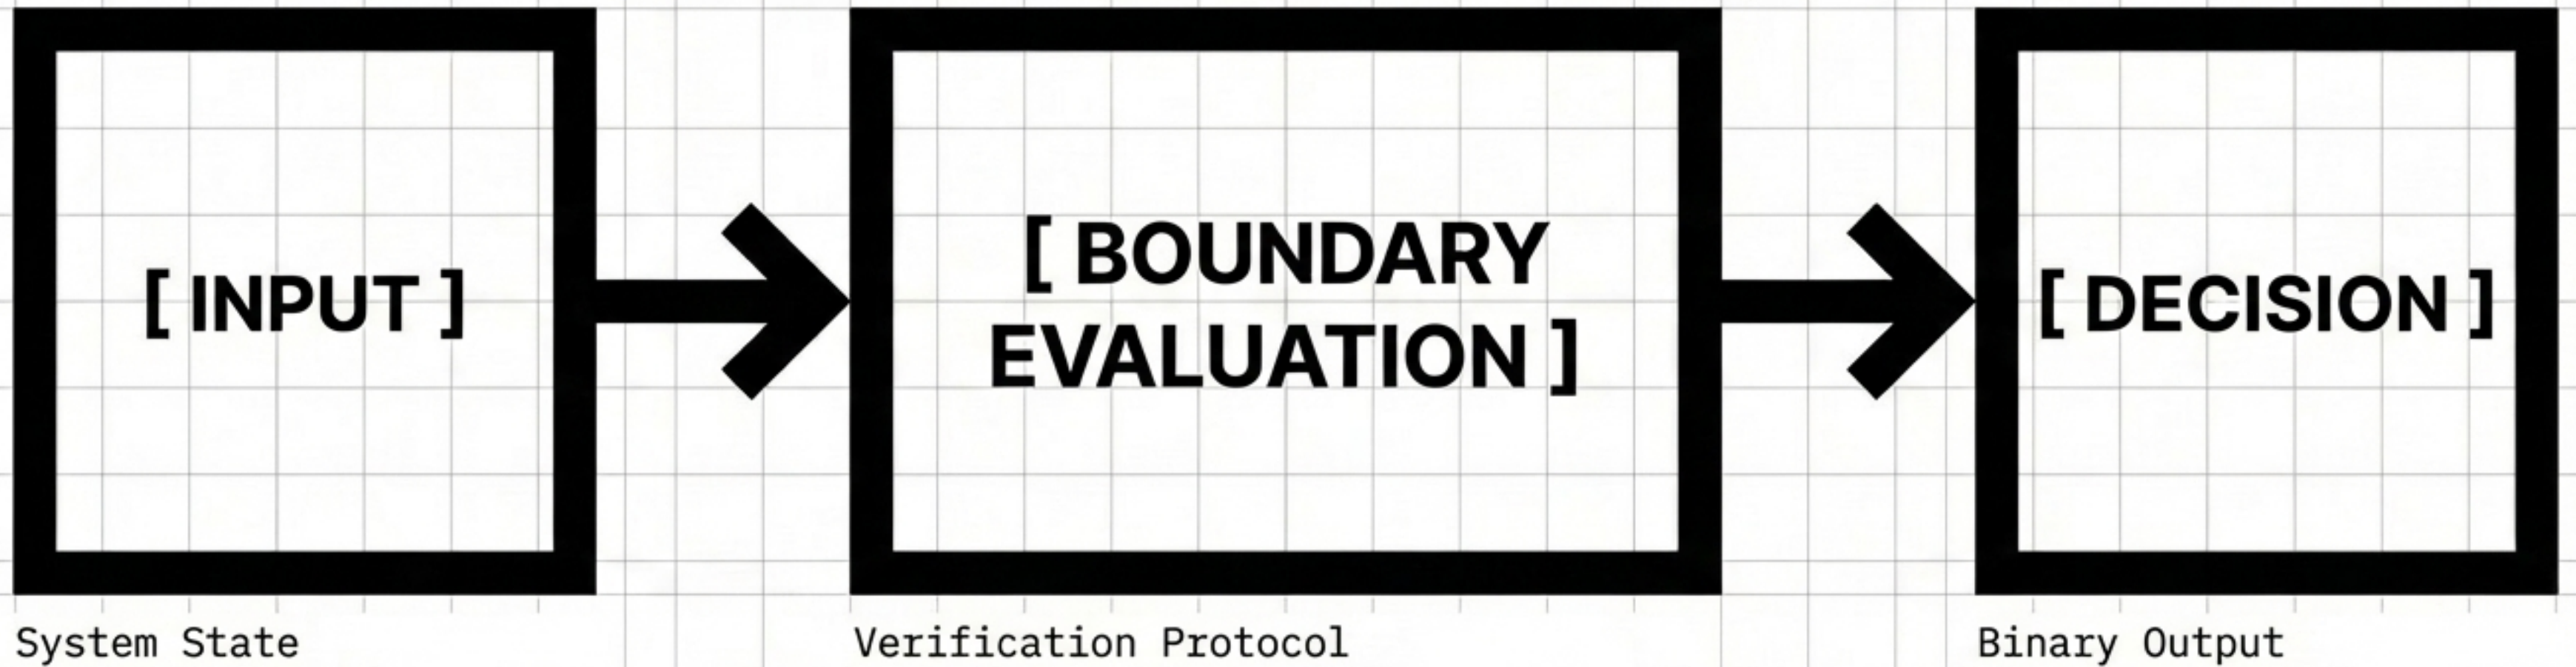 [ INPUT ]
[ BOUNDARY
EVALUATION ]
[ DECISION ]
System State
Verification Protocol
Binary Output